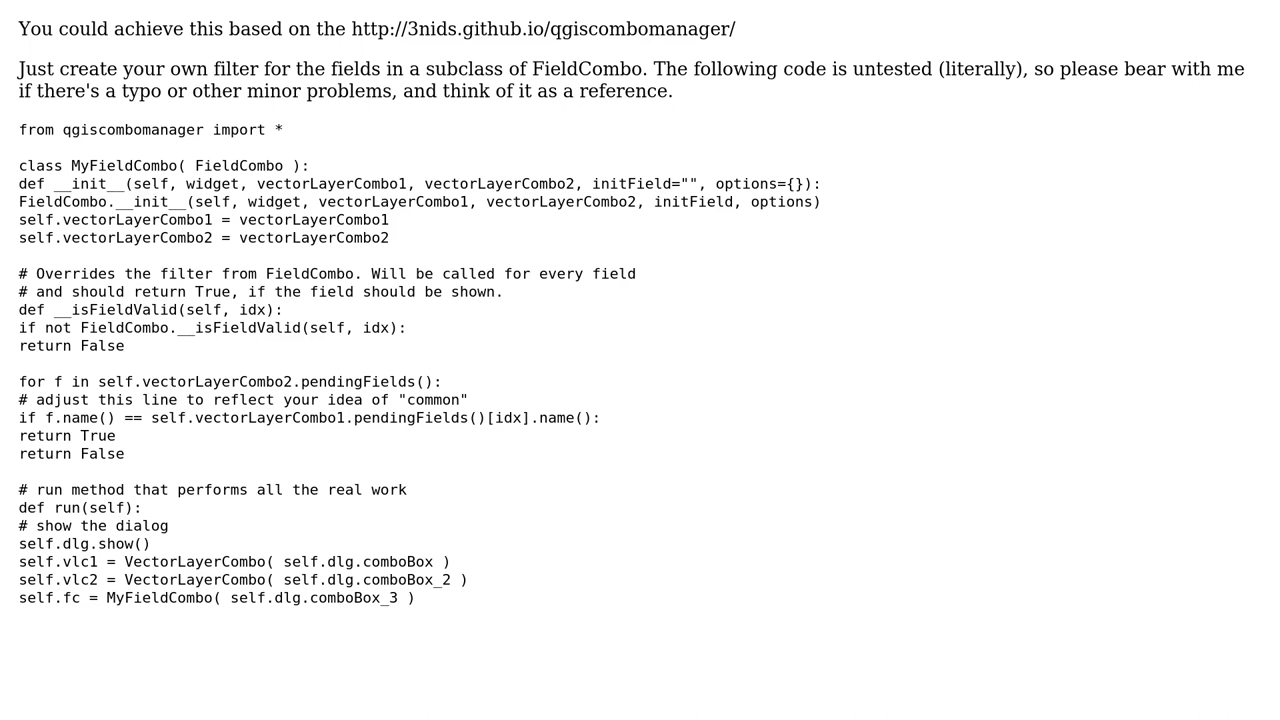 You could achieve this based on the http://3nids.github.io/qgiscombomanager/
Just create your own filter for the fields in a subclass of FieldCombo. The following code is untested (literally), so please bear with me
if there's a typo or other minor problems, and think of it as a reference.
from qgiscombomanager import *
class MyFieldCombo( FieldCombo ):
def __init__(self, widget, vectorLayerCombo1, vectorLayerCombo2, initField="", options={}):
FieldCombo.__init__(self, widget, vectorLayerCombo1, vectorLayerCombo2, initField, options)
self.vectorLayerCombo1 = vectorLayerCombo1
self.vectorLayerCombo2 = vectorLayerCombo2
# Overrides the filter from FieldCombo. Will be called for every field
# and should return True, if the field should be shown.
def __isFieldValid(self, idx):
if not FieldCombo.__isFieldValid(self, idx):
return False
for f in self.vectorLayerCombo2.pendingFields():
# adjust this line to reflect your idea of "common"
if f.name() == self.vectorLayerCombo1.pendingFields()[idx].name():
return True
return False
# run method that performs all the real work
def run(self):
# show the dialog
self.dlg.show()
self.vlc1 = VectorLayerCombo( self.dlg.comboBox )
self.vlc2 = VectorLayerCombo( self.dlg.comboBox_2 )
self.fc = MyFieldCombo( self.dlg.comboBox_3 )